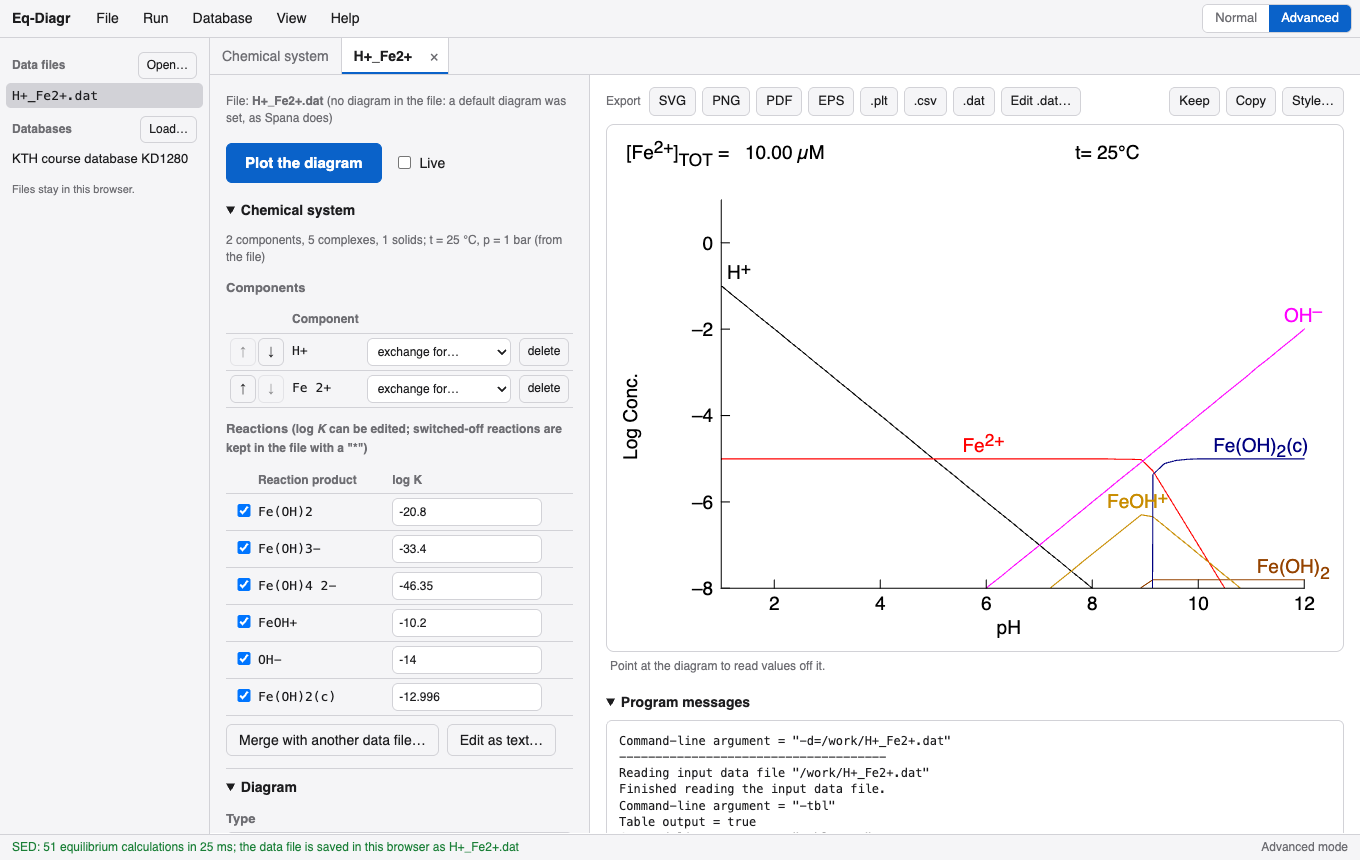 Eq-Diagr File Run Database View Help Normal Advanced
Data files Open...
H+_Fe2+.dat
Databases Load...
KTH course database KD1280
Files stay in this browser.
Chemical system H+_Fe2+ ×
File: H+_Fe2+.dat (no diagram in the file: a default diagram was
set, as Spana does)
Plot the diagram Live
▼ Chemical system
2 components, 5 complexes, 1 solids; t = 25 °C, p = 1 bar (from
the file)
Components
Component
↑ ↓ H+ exchange for... delete
↑ ↓ Fe 2+ exchange for... delete
Reactions (log K can be edited; switched-off reactions are
kept in the file with a "*")
Reaction product log K
Fe(OH)2 -20.8
Fe(OH)3- -33.4
Fe(OH)4 2- -46.35
FeOH+ -10.2
OH- -14
Fe(OH)2(c) -12.996
Merge with another data file... Edit as text...
▼ Diagram
Type
Export SVG PNG PDF EPS .plt .csv .dat Edit .dat... Keep Copy Style...
[Fe2+]TOT = 10.00 µM t= 25°C
0
H+
−2
OH−
−4
Log Conc.
Fe2+
Fe(OH)2(c)
−6
FeOH+
Fe(OH)2
−8
2 4 6 8 10 12
pH
Point at the diagram to read values off it.
▼ Program messages
Command-line argument = "-d=/work/H+_Fe2+.dat"
-------------------------------------
Reading input data file "/work/H+_Fe2+.dat"
Finished reading the input data file.
Command-line argument = "-tbl"
Table output = true
SED: 51 equilibrium calculations in 25 ms; the data file is saved in this browser as H+_Fe2+.dat Advanced mode